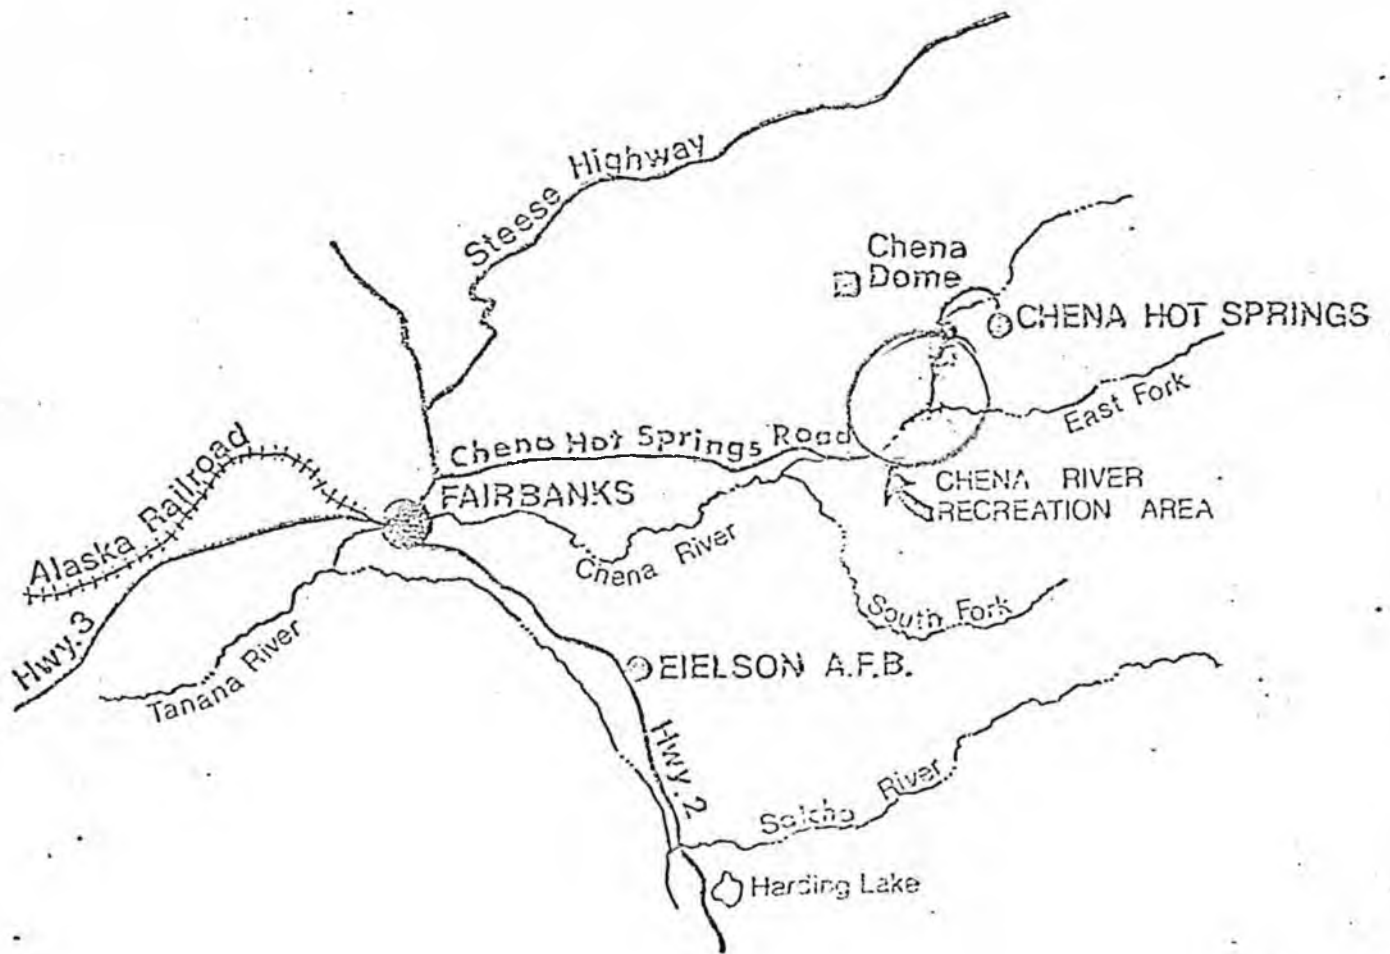 Steese Highway
Chena
Dome
CHENA HOT SPRINGS
East Fork
Chena Hot Springs Road
Alaska Railroad
FAIRBANKS
CHENA RIVER
RECREATION AREA
Chena River
South Fork
Hwy. 3
Tanana River
EIELSON A.F.B.
Hwy. 2
Salcha River
Harding Lake